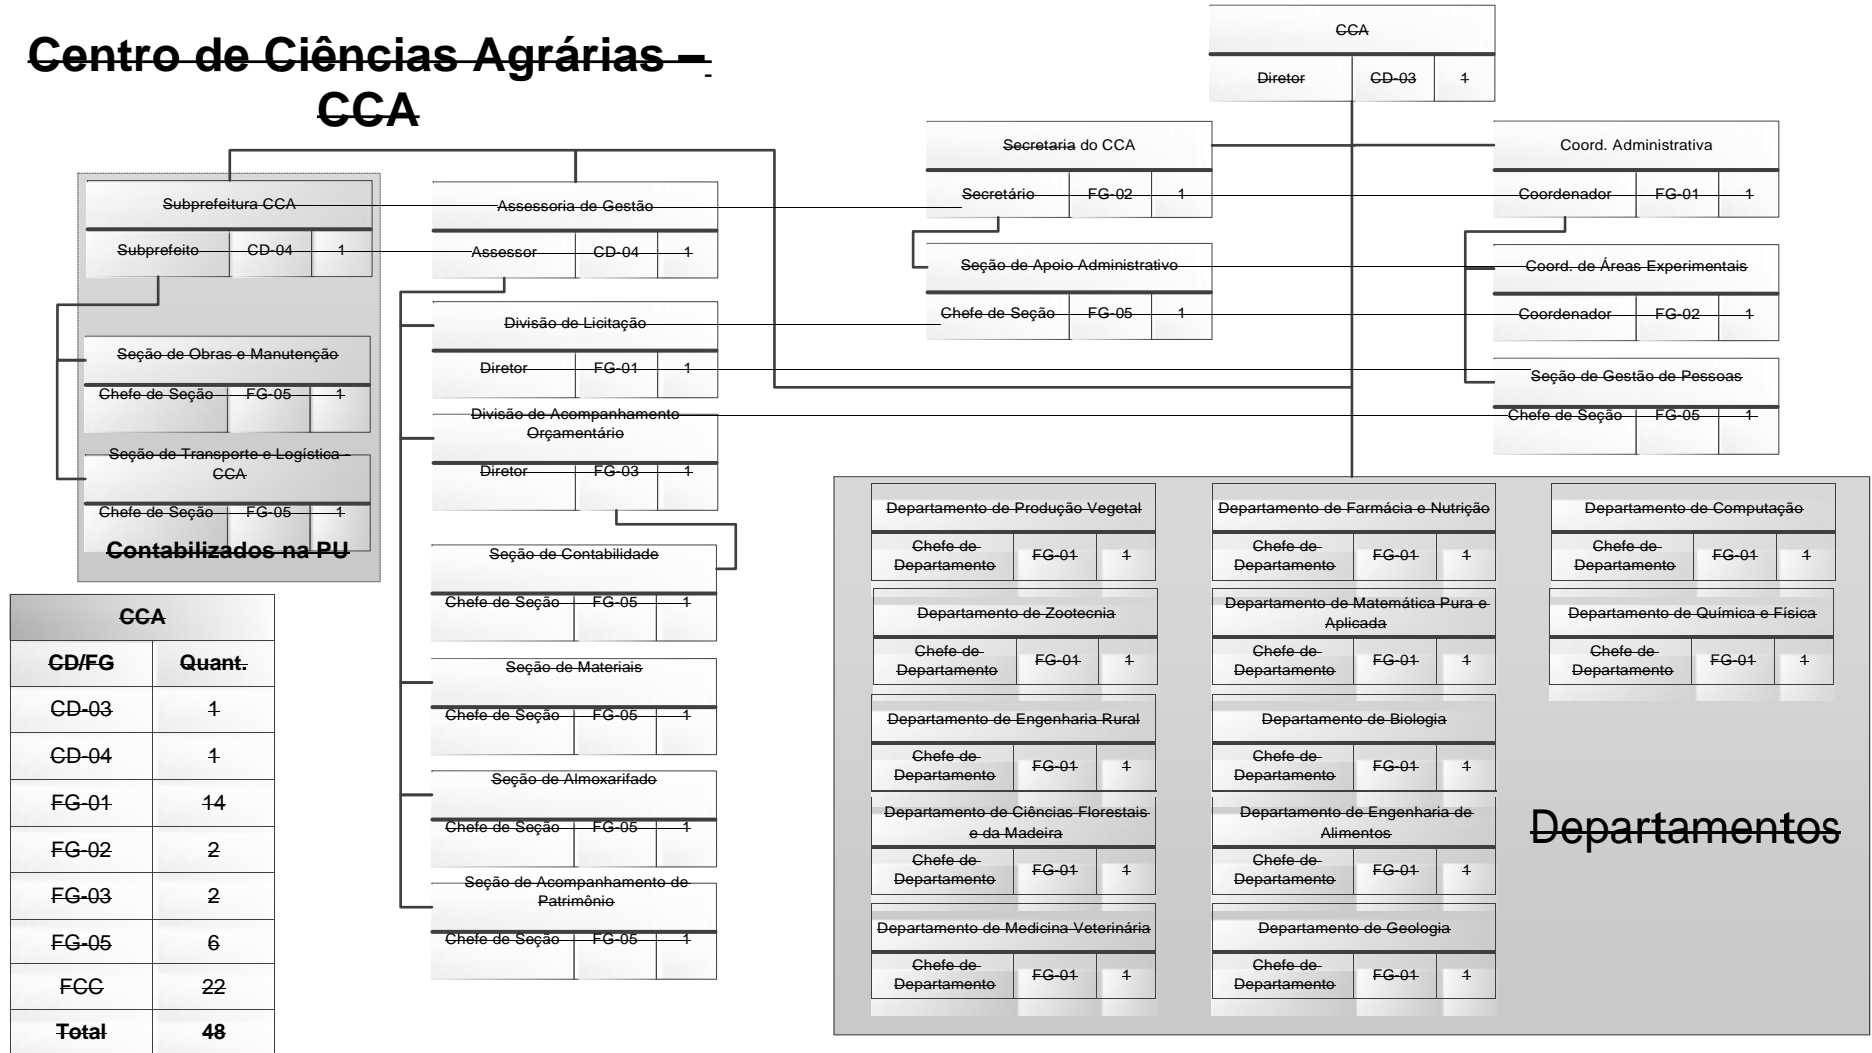 Centro de Ciências Agrárias –
CCA
CCA
Diretor CD-03 1
Secretaria do CCA
Secretário FG-02 1
Coord. Administrativa
Coordenador FG-01 1
Seção de Apoio Administrativo
Chefe de Seção FG-05 1
Coord. de Áreas Experimentais
Coordenador FG-02 1
Seção de Gestão de Pessoas
Chefe de Seção FG-05 1
Subprefeitura CCA
Subprefeito CD-04 1
Seção de Obras e Manutenção
Chefe de Seção FG-05 1
Seção de Transporte e Logística -
CCA
Chefe de Seção FG-05 1
Contabilizados na PU
Assessoria de Gestão
Assessor CD-04 1
Divisão de Licitação
Diretor FG-01 1
Divisão de Acompanhamento
Orçamentário
Diretor FG-03 1
Seção de Contabilidade
Chefe de Seção FG-05 1
Seção de Materiais
Chefe de Seção FG-05 1
Seção de Almoxarifado
Chefe de Seção FG-05 1
Seção de Acompanhamento de
Patrimônio
Chefe de Seção FG-05 1
CCA
CD/FG Quant.
CD-03 1
CD-04 1
FG-01 14
FG-02 2
FG-03 2
FG-05 6
FCC 22
Total 48
Departamento de Produção Vegetal
Chefe de
Departamento FG-01 1
Departamento de Zootecnia
Chefe de
Departamento FG-01 1
Departamento de Engenharia Rural
Chefe de
Departamento FG-01 1
Departamento de Ciências Florestais
e da Madeira
Chefe de
Departamento FG-01 1
Departamento de Medicina Veterinária
Chefe de
Departamento FG-01 1
Departamento de Farmácia e Nutrição
Chefe de
Departamento FG-01 1
Departamento de Matemática Pura e
Aplicada
Chefe de
Departamento FG-01 1
Departamento de Biologia
Chefe de
Departamento FG-01 1
Departamento de Engenharia de
Alimentos
Chefe de
Departamento FG-01 1
Departamento de Geologia
Chefe de
Departamento FG-01 1
Departamento de Computação
Chefe de
Departamento FG-01 1
Departamento de Química e Física
Chefe de
Departamento FG-01 1
Departamentos